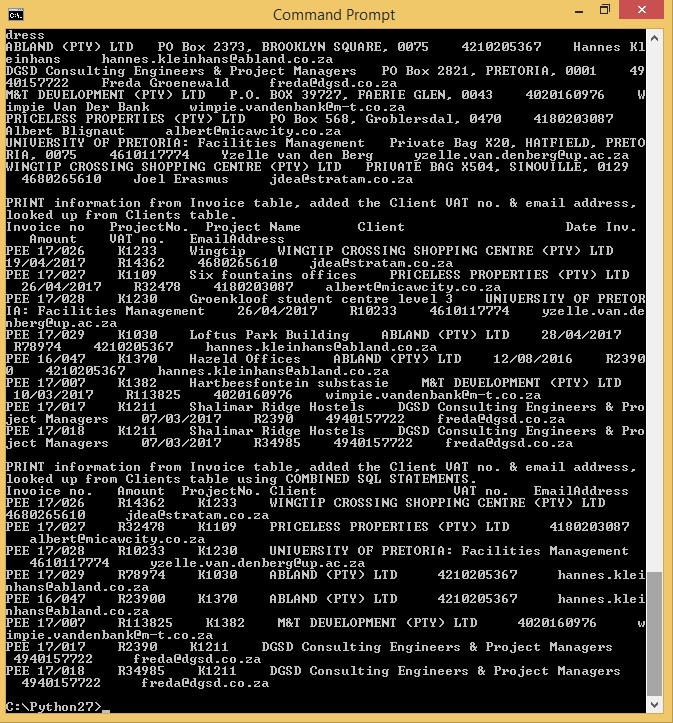 Command Prompt
dress
ABLAND (PTY) LTD    PO Box 2373, BROOKLYN SQUARE, 0075    4210205367    Hannes Kl
einhans    hannes.kleinhans@abland.co.za
DGSD Consulting Engineers & Project Managers    PO Box 2821, PRETORIA, 0001    49
40157722    Freda Groenewald    freda@dgsd.co.za
M&T DEVELOPMENT (PTY) LTD    P.O. BOX 39727, FAERIE GLEN, 0043    4020160976    W
impie Van Der Bank    wimpie.vandenbank@m-t.co.za
PRICELESS PROPERTIES (PTY) LTD    PO Box 568, Groblersdal, 0470    4180203087
Albert Blignaut    albert@micawcity.co.za
UNIVERSITY OF PRETORIA: Facilities Management    Private Bag X20, HATFIELD, PRETO
RIA, 0075    4610117774    Yzelle van den Berg    yzelle.van.denberg@up.ac.za
WINGTIP CROSSING SHOPPING CENTRE (PTY) LTD    PRIVATE BAG X504, SINOVILLE, 0129
4680265610    Joel Erasmus    jdea@stratam.co.za
PRINT information from Invoice table, added the Client VAT no. & email address,
looked up from Clients table.
Invoice no    ProjectNo.    Project Name    Client    Date Inv.
Amount    VAT no.    EmailAddress
PEE 17/026    K1233    Wingtip    WINGTIP CROSSING SHOPPING CENTRE (PTY) LTD
19/04/2017    R14362    4680265610    jdea@stratam.co.za
PEE 17/027    K1109    Six fountains offices    PRICELESS PROPERTIES (PTY) LTD
26/04/2017    R32478    4180203087    albert@micawcity.co.za
PEE 17/028    K1230    Groenkloof student centre level 3    UNIVERSITY OF PRETOR
IA: Facilities Management    26/04/2017    R10233    4610117774    yzelle.van.de
nberg@up.ac.za
PEE 17/029    K1030    Loftus Park Building    ABLAND (PTY) LTD    28/04/2017
R78974    4210205367    hannes.kleinhans@abland.co.za
PEE 16/047    K1370    Hazeld Offices    ABLAND (PTY) LTD    12/08/2016    R2390
0    4210205367    hannes.kleinhans@abland.co.za
PEE 17/007    K1382    Hartbeesfontein substasie    M&T DEVELOPMENT (PTY) LTD
10/03/2017    R113825    4020160976    wimpie.vandenbank@m-t.co.za
PEE 17/017    K1211    Shalimar Ridge Hostels    DGSD Consulting Engineers & Pro
ject Managers    07/03/2017    R2390    4940157722    freda@dgsd.co.za
PEE 17/018    K1211    Shalimar Ridge Hostels    DGSD Consulting Engineers & Pro
ject Managers    07/03/2017    R34985    4940157722    freda@dgsd.co.za
PRINT information from Invoice table, added the Client VAT no. & email address,
looked up from Clients table using COMBINED SQL STATEMENTS.
Invoice no.    Amount    ProjectNo. Client    VAT no.    EmailAddress
PEE 17/026    R14362    K1233    WINGTIP CROSSING SHOPPING CENTRE (PTY) LTD
4680265610    jdea@stratam.co.za
PEE 17/027    R32478    K1109    PRICELESS PROPERTIES (PTY) LTD    4180203087
albert@micawcity.co.za
PEE 17/028    R10233    K1230    UNIVERSITY OF PRETORIA: Facilities Management
4610117774    yzelle.van.denberg@up.ac.za
PEE 17/029    R78974    K1030    ABLAND (PTY) LTD    4210205367    hannes.klei
nhans@abland.co.za
PEE 16/047    R23900    K1370    ABLAND (PTY) LTD    4210205367    hannes.klei
nhans@abland.co.za
PEE 17/007    R113825    K1382    M&T DEVELOPMENT (PTY) LTD    4020160976    w
impie.vandenbank@m-t.co.za
PEE 17/017    R2390    K1211    DGSD Consulting Engineers & Project Managers
4940157722    freda@dgsd.co.za
PEE 17/018    R34985    K1211    DGSD Consulting Engineers & Project Managers
4940157722    freda@dgsd.co.za
C:\Python27>_